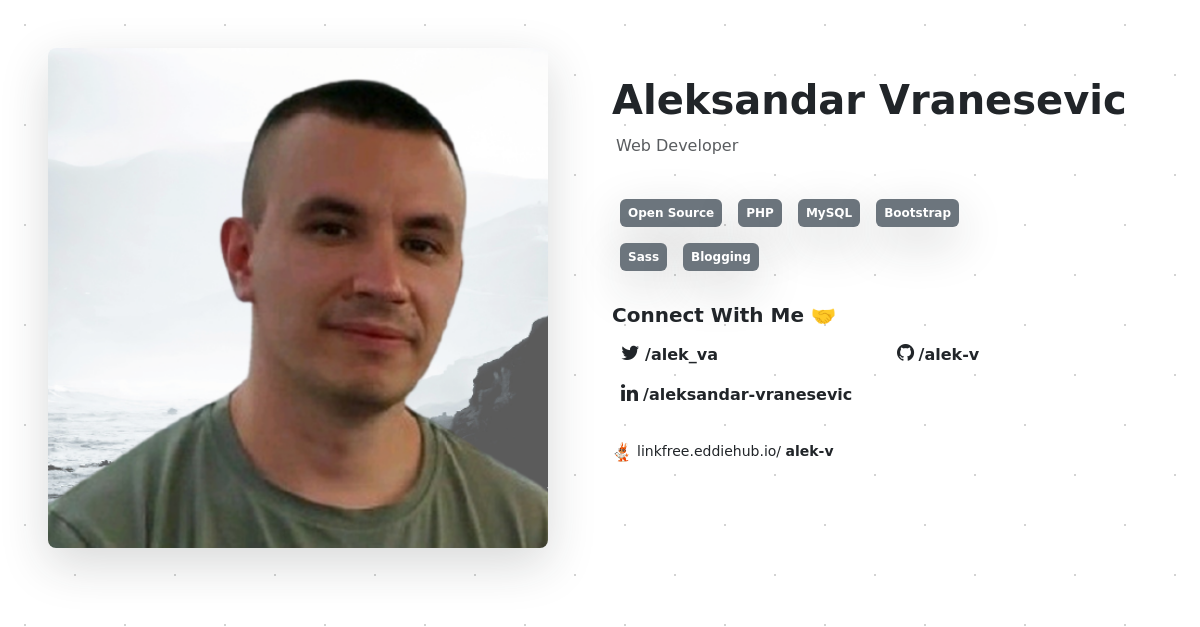 Aleksandar Vranesevic
Web Developer
Open Source PHP MySQL Bootstrap
Sass Blogging
Connect With Me 🤝
/alek_va /alek-v
/aleksandar-vranesevic
linkfree.eddiehub.io/ alek-v